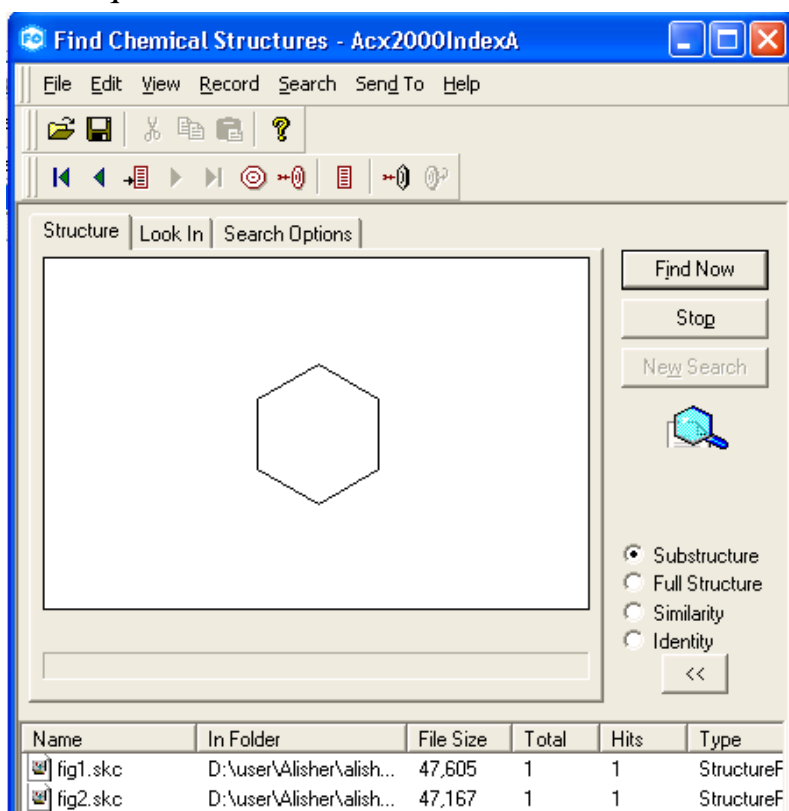 Find Chemical Structures - Acx2000IndexA
File Edit View Record Search Send To Help
Structure Look In Search Options
Find Now
Stop
New Search
Substructure
Full Structure
Similarity
Identity
<<
Name In Folder File Size Total Hits Type
fig1.skc D:\user\Alisher\alish... 47,605 1 1 StructureF
fig2.skc D:\user\Alisher\alish... 47,167 1 1 StructureF